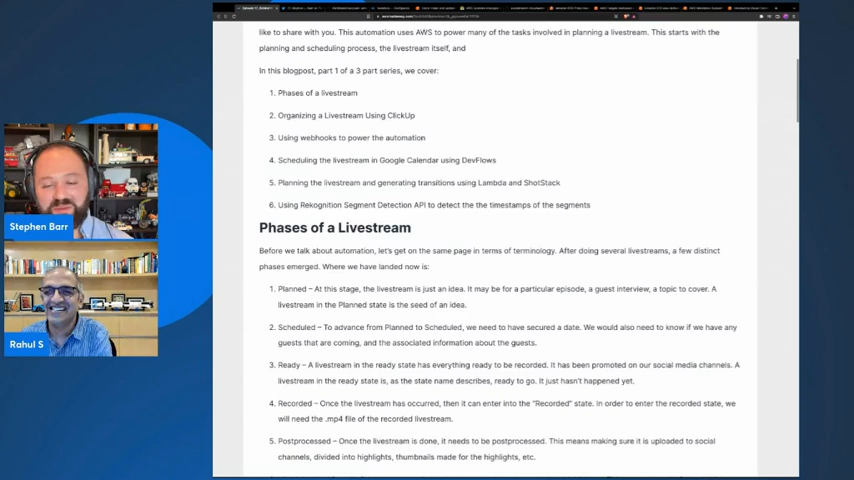 like to share with you. This automation uses AWS to power many of the tasks involved in planning a livestream. This starts with the
planning and scheduling process, the livestream itself, and
In this blogpost, part 1 of a 3 part series, we cover:
1. Phases of a livestream
2. Organizing a Livestream Using ClickUp
3. Using webhooks to power the automation
4. Scheduling the livestream in Google Calendar using DevFlows
5. Planning the livestream and generating transitions using Lambda and ShotStack
6. Using Rekognition Segment Detection API to detect the the timestamps of the segments
Phases of a Livestream
Before we talk about automation, let's get on the same page in terms of terminology. After doing several livestreams, a few distinct
phases emerged. Where we have landed now is:
1. Planned – At this stage, the livestream is just an idea. It may be for a particular episode, a guest interview, a topic to cover. A
livestream in the Planned state is the seed of an idea.
2. Scheduled – To advance from Planned to Scheduled, we need to have secured a date. We would also need to know if we have any
guests that are coming, and the associated information about the guests.
3. Ready – A livestream in the ready state has everything ready to be recorded. It has been promoted on our social media channels. A
livestream in the ready state is, as the state name describes, ready to go. It just hasn't happened yet.
4. Recorded – Once the livestream has occurred, then it can enter into the "Recorded" state. In order to enter the recorded state, we
will need the .mp4 file of the recorded livestream.
5. Postprocessed – Once the livestream is done, it needs to be postprocessed. This means making sure it is uploaded to social
channels, divided into highlights, thumbnails made for the highlights, etc.
Stephen Barr
Rahul S